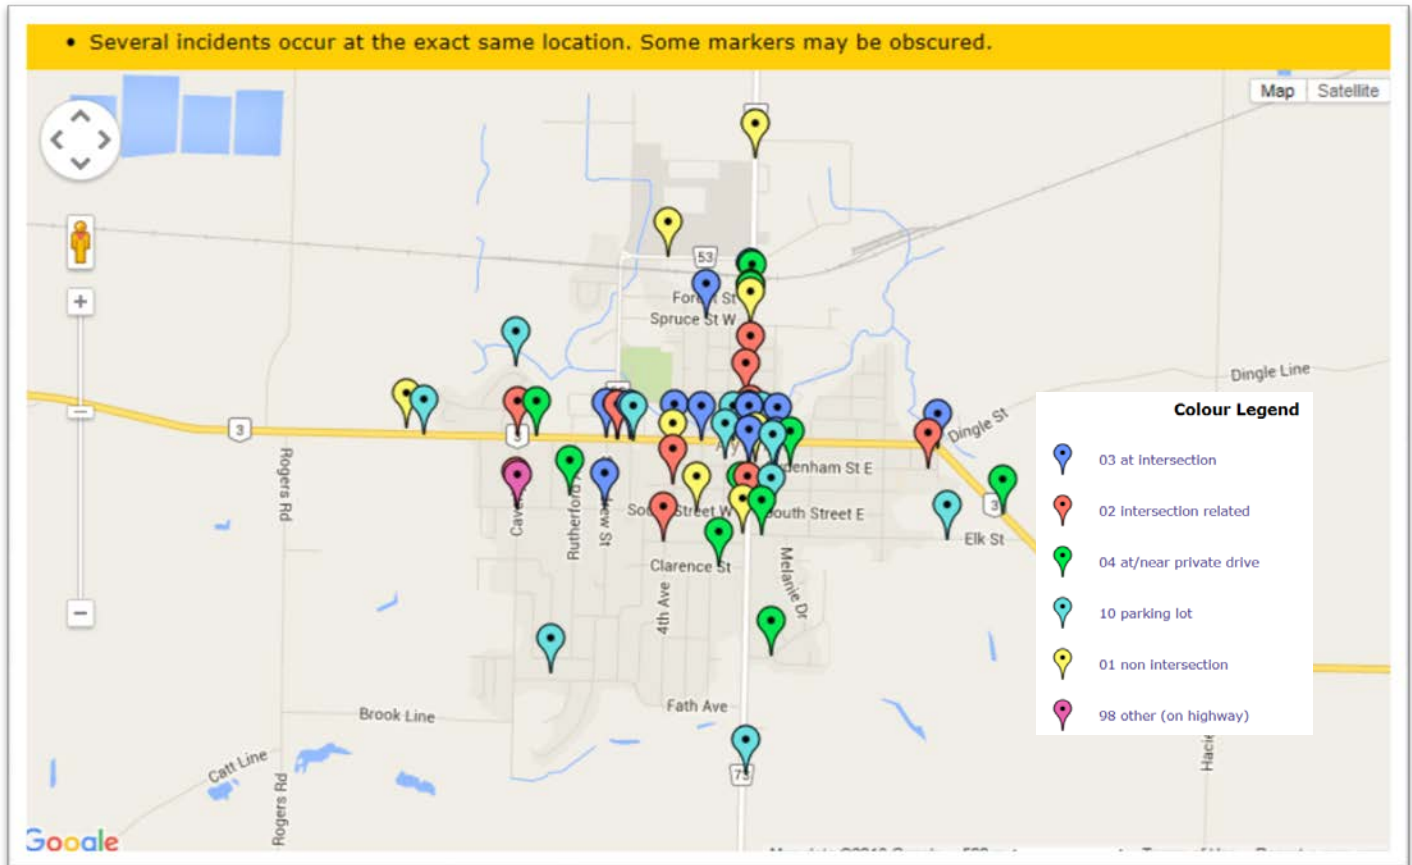 • Several incidents occur at the exact same location. Some markers may be obscured.
Map Satellite
53
Spruce St W
Dingle Line
Dingle St
3
3
3
Rogers Rd
South Street E
Elk St
Clarence St
4th Ave
Melanie Dr
Fath Ave
Brook Line
Catt Line
Rogers Rd
73
Google
Colour Legend
03 at intersection
02 intersection related
04 at/near private drive
10 parking lot
01 non intersection
98 other (on highway)